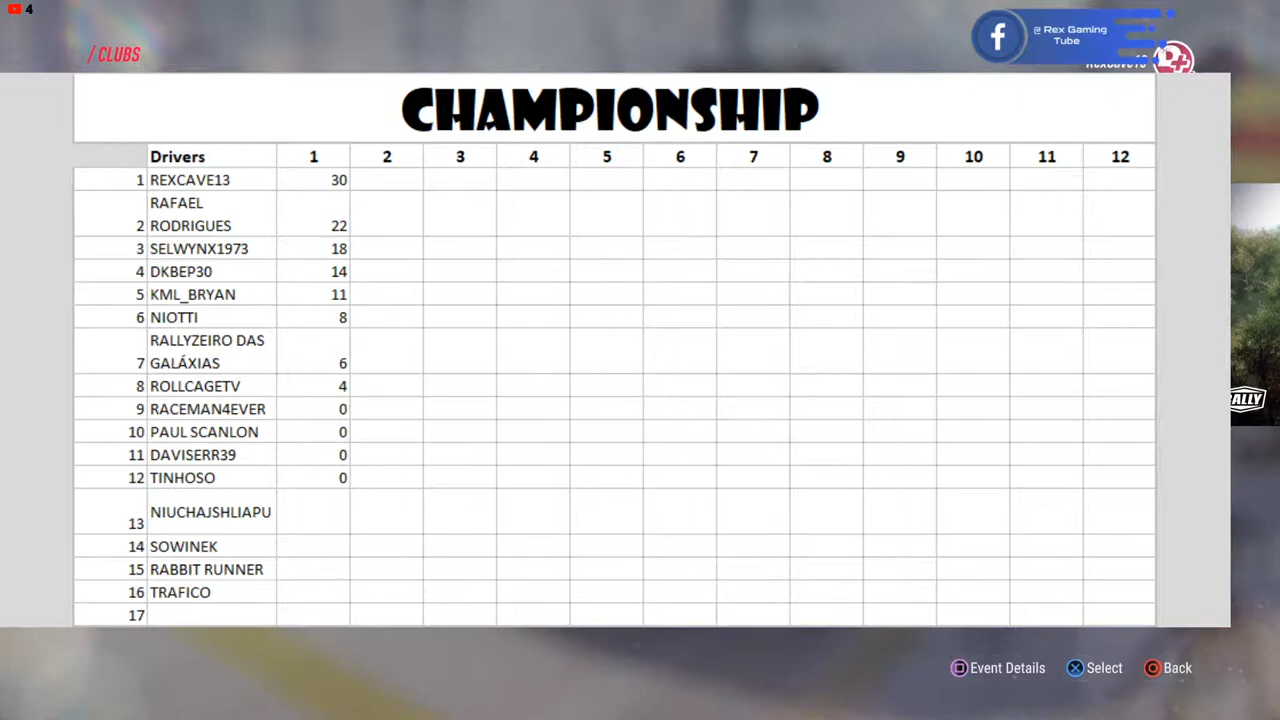 4
/ CLUBS
@ Rex Gaming
Tube
CHAMPIONSHIP
Drivers 1 2 3 4 5 6 7 8 9 10 11 12
1 REXCAVE13 30
RAFAEL
2 RODRIGUES 22
3 SELWYNX1973 18
4 DKBEP30 14
5 KML_BRYAN 11
6 NIOTTI 8
RALLYZEIRO DAS
7 GALÁXIAS 6
8 ROLLCAGETV 4
9 RACEMAN4EVER 0
10 PAUL SCANLON 0
11 DAVISERR39 0
12 TINHOSO 0
13 NIUCHAJSHLIAPU
14 SOWINEK
15 RABBIT RUNNER
16 TRAFICO
17
Event Details Select Back